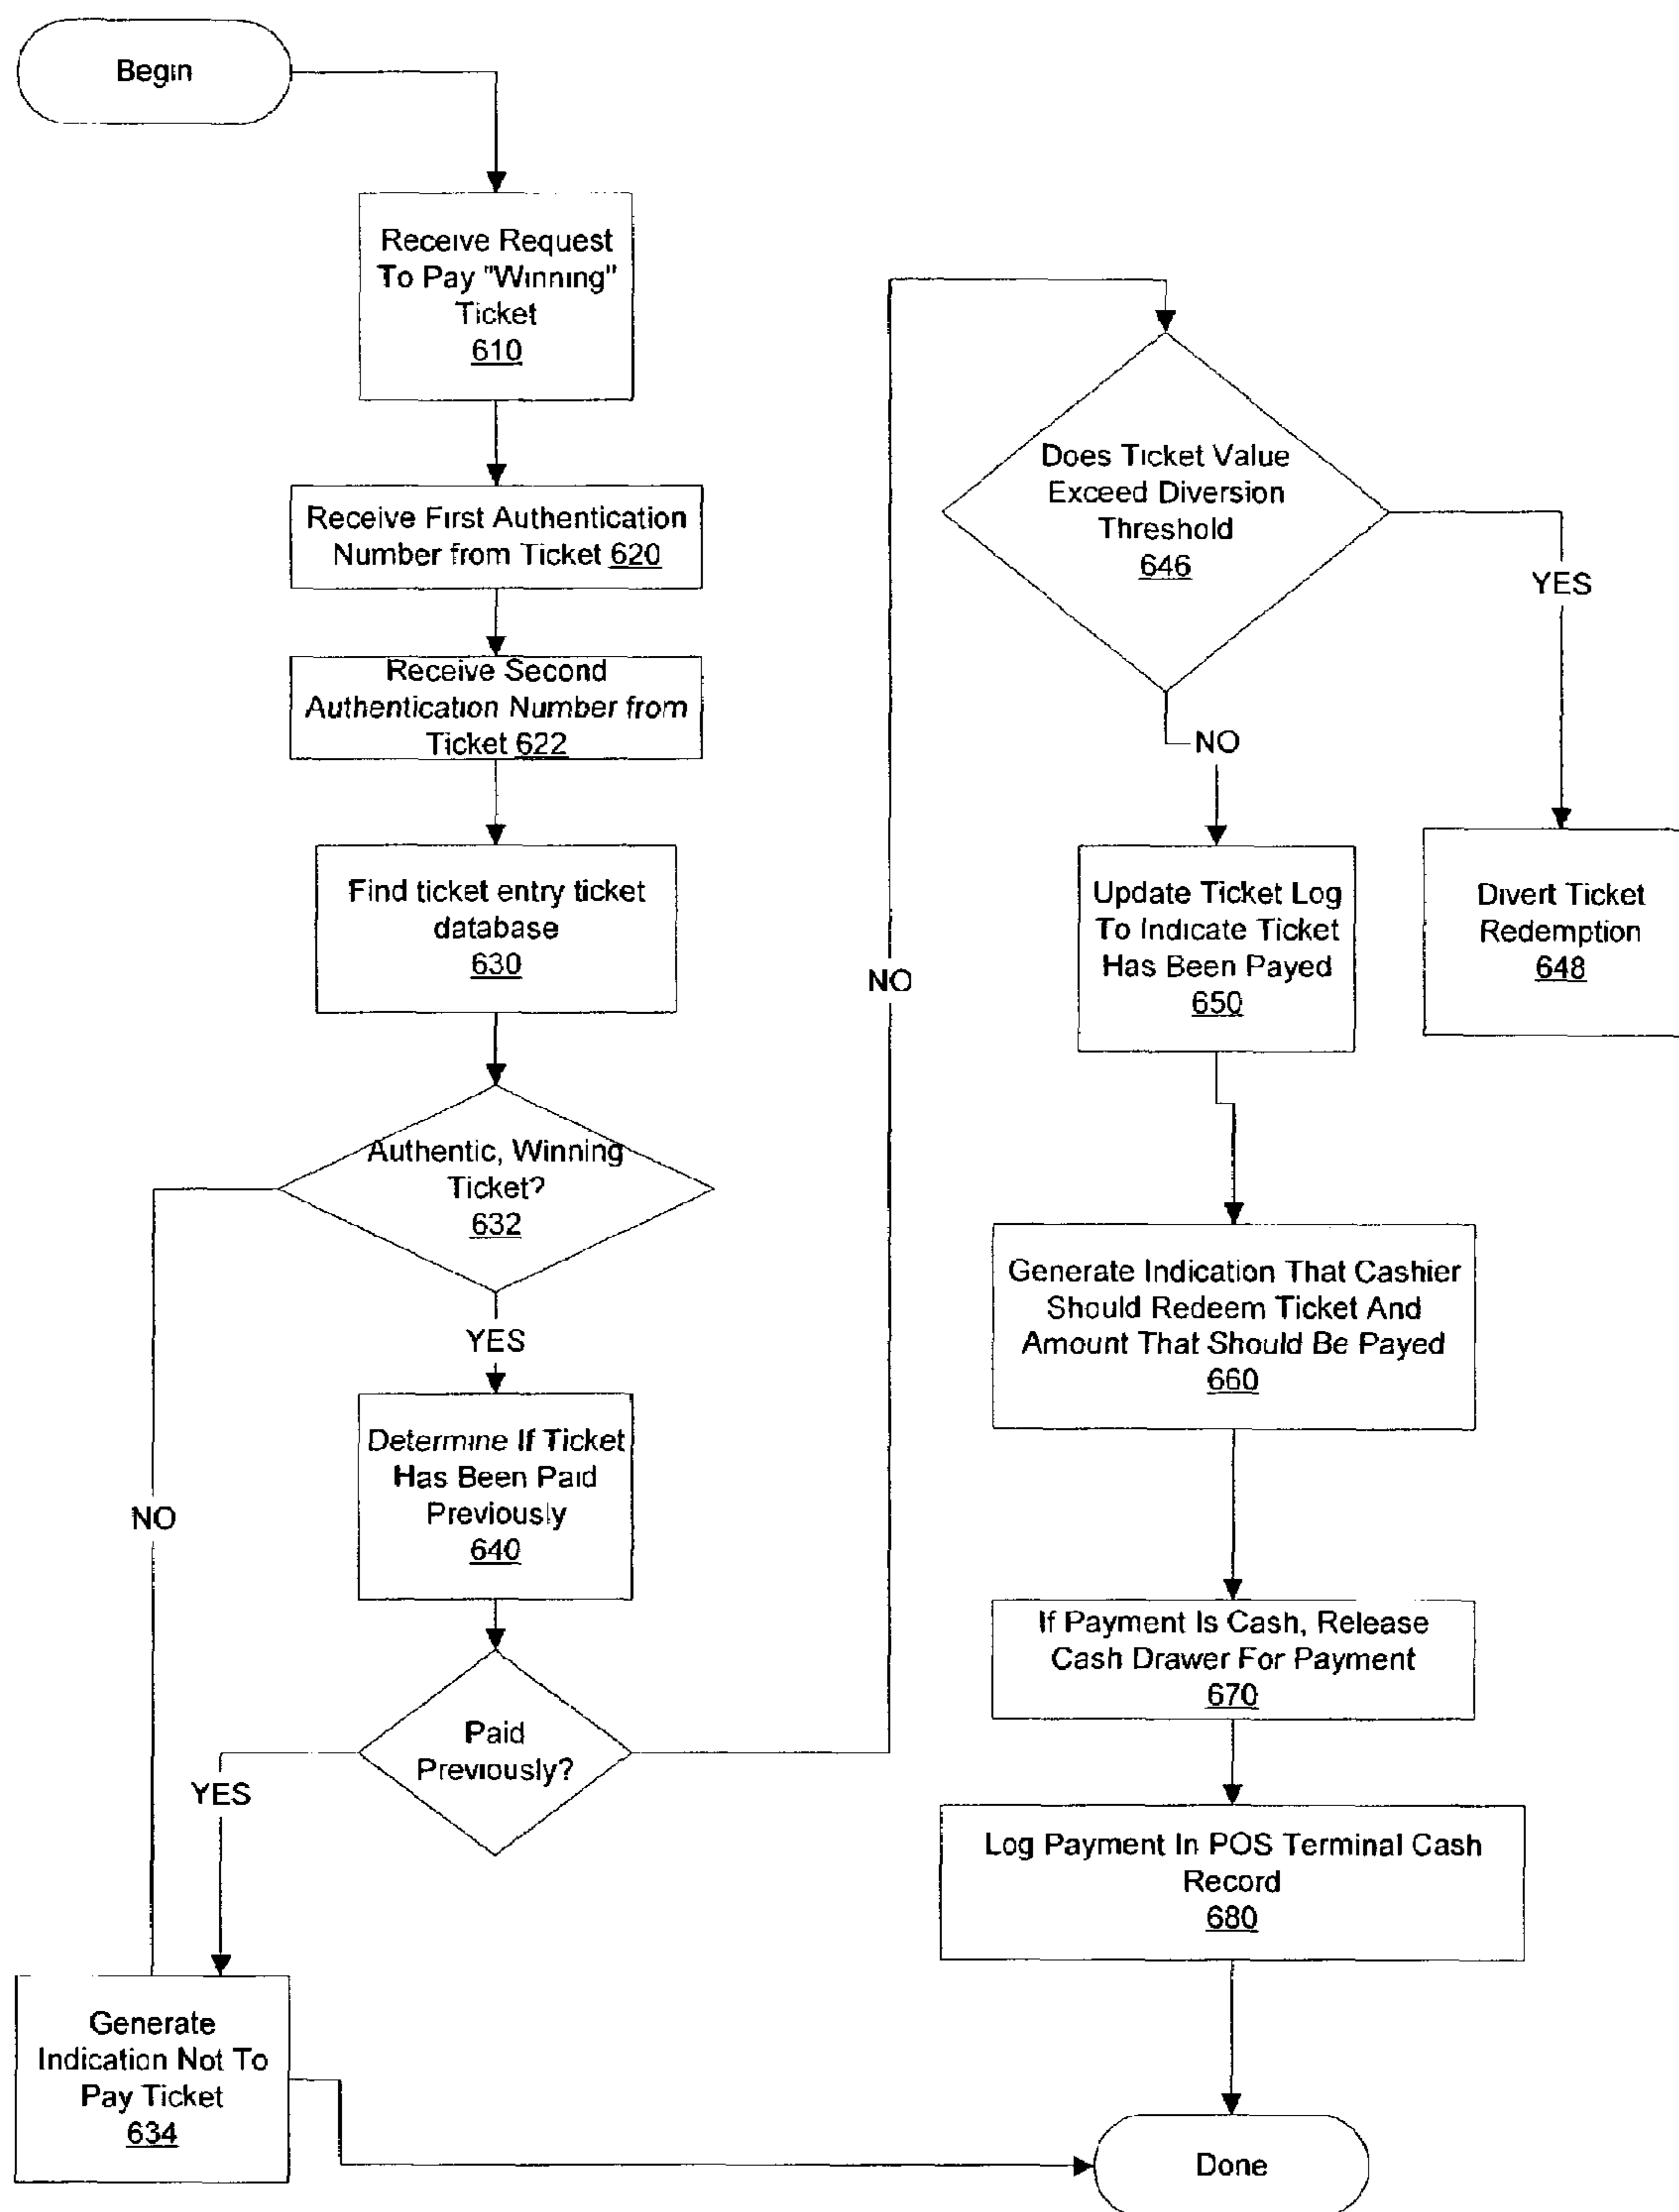 Begin
Receive Request
To Pay "Winning"
Ticket
610
Receive First Authentication
Number from Ticket 620
Receive Second
Authentication Number from
Ticket 622
Find ticket entry ticket
database
630
Authentic, Winning
Ticket?
632
NO
YES
Determine If Ticket
Has Been Paid
Previously
640
Paid
Previously?
YES
NO
Generate
Indication Not To
Pay Ticket
634
Does Ticket Value
Exceed Diversion
Threshold
646
YES
NO
Divert Ticket
Redemption
648
Update Ticket Log
To Indicate Ticket
Has Been Payed
650
Generate Indication That Cashier
Should Redeem Ticket And
Amount That Should Be Payed
660
If Payment Is Cash, Release
Cash Drawer For Payment
670
Log Payment In POS Terminal Cash
Record
680
Done